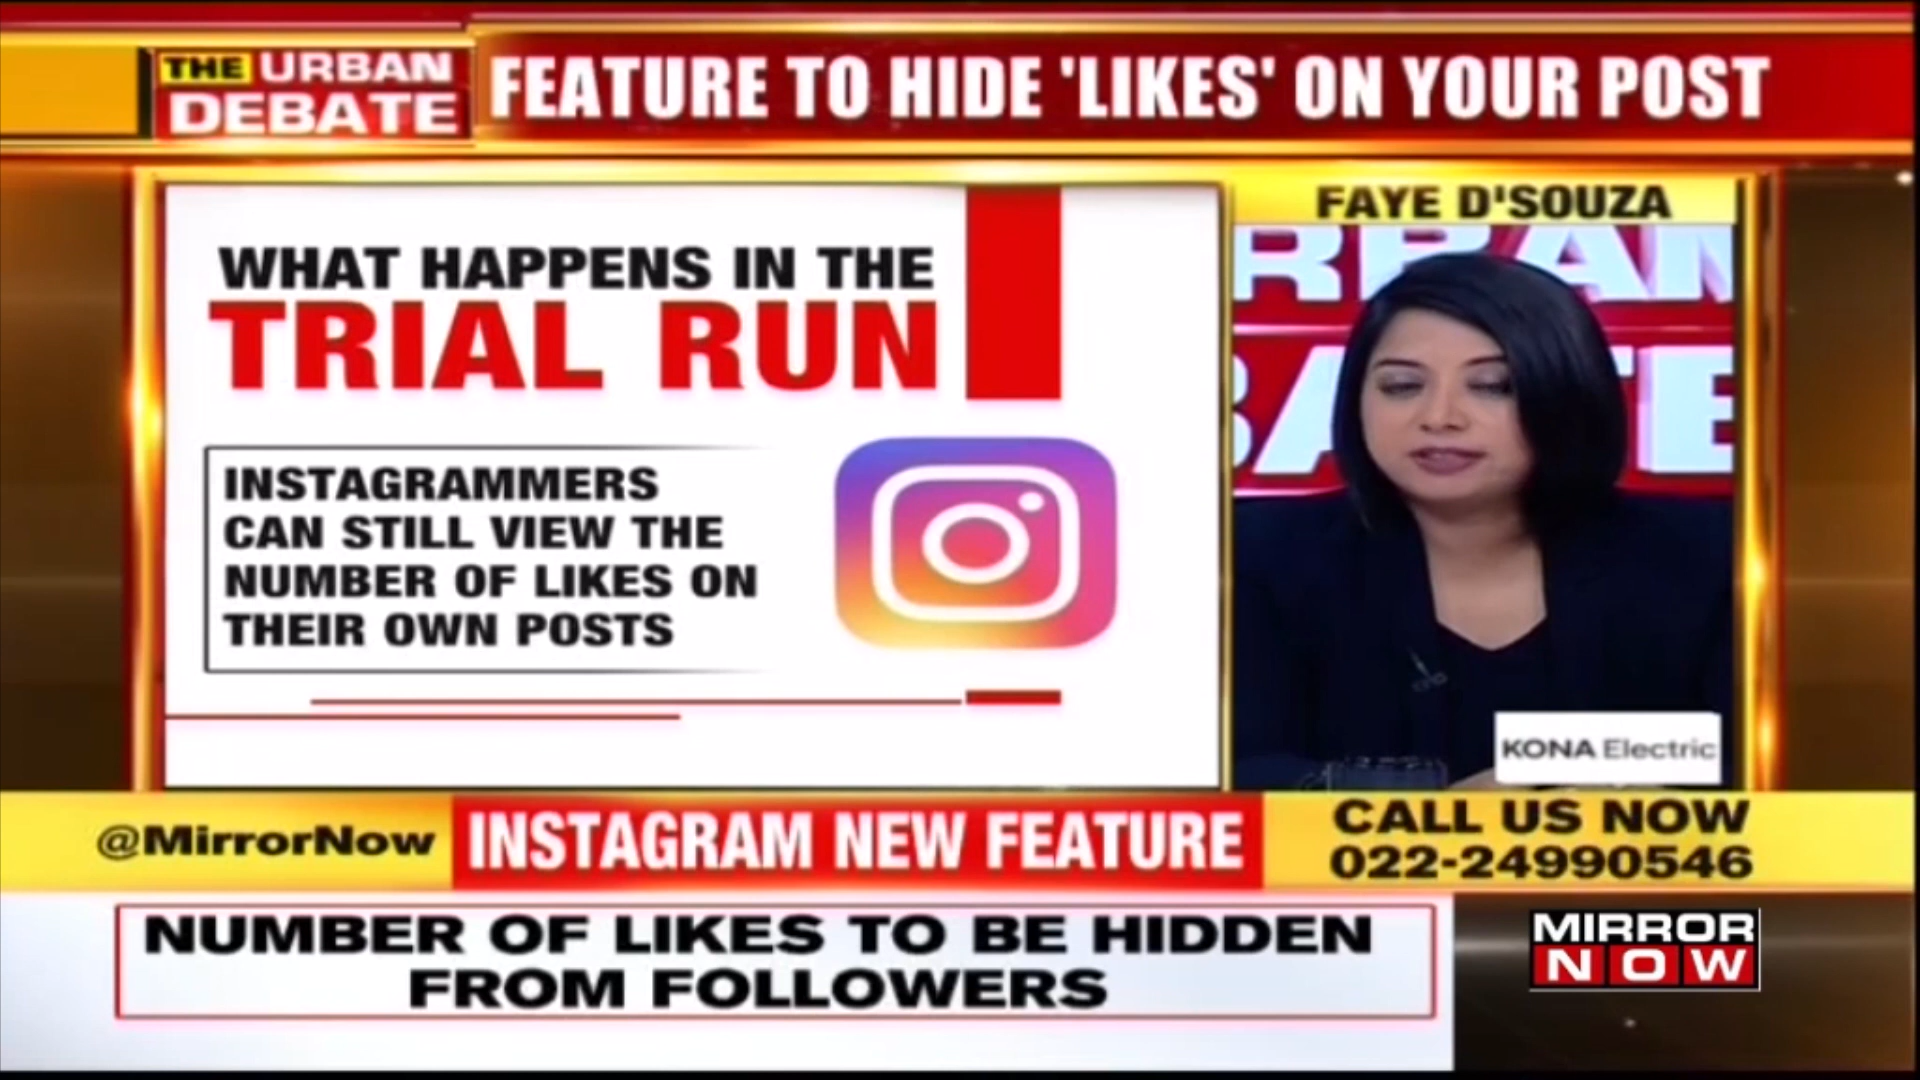 THE URBAN
DEBATE
FEATURE TO HIDE 'LIKES' ON YOUR POST
WHAT HAPPENS IN THE
TRIAL RUN
INSTAGRAMMERS
CAN STILL VIEW THE
NUMBER OF LIKES ON
THEIR OWN POSTS
FAYE D'SOUZA
KONA Electric
@MirrorNow
INSTAGRAM NEW FEATURE
CALL US NOW
022-24990546
NUMBER OF LIKES TO BE HIDDEN
FROM FOLLOWERS
MIRROR
NOW